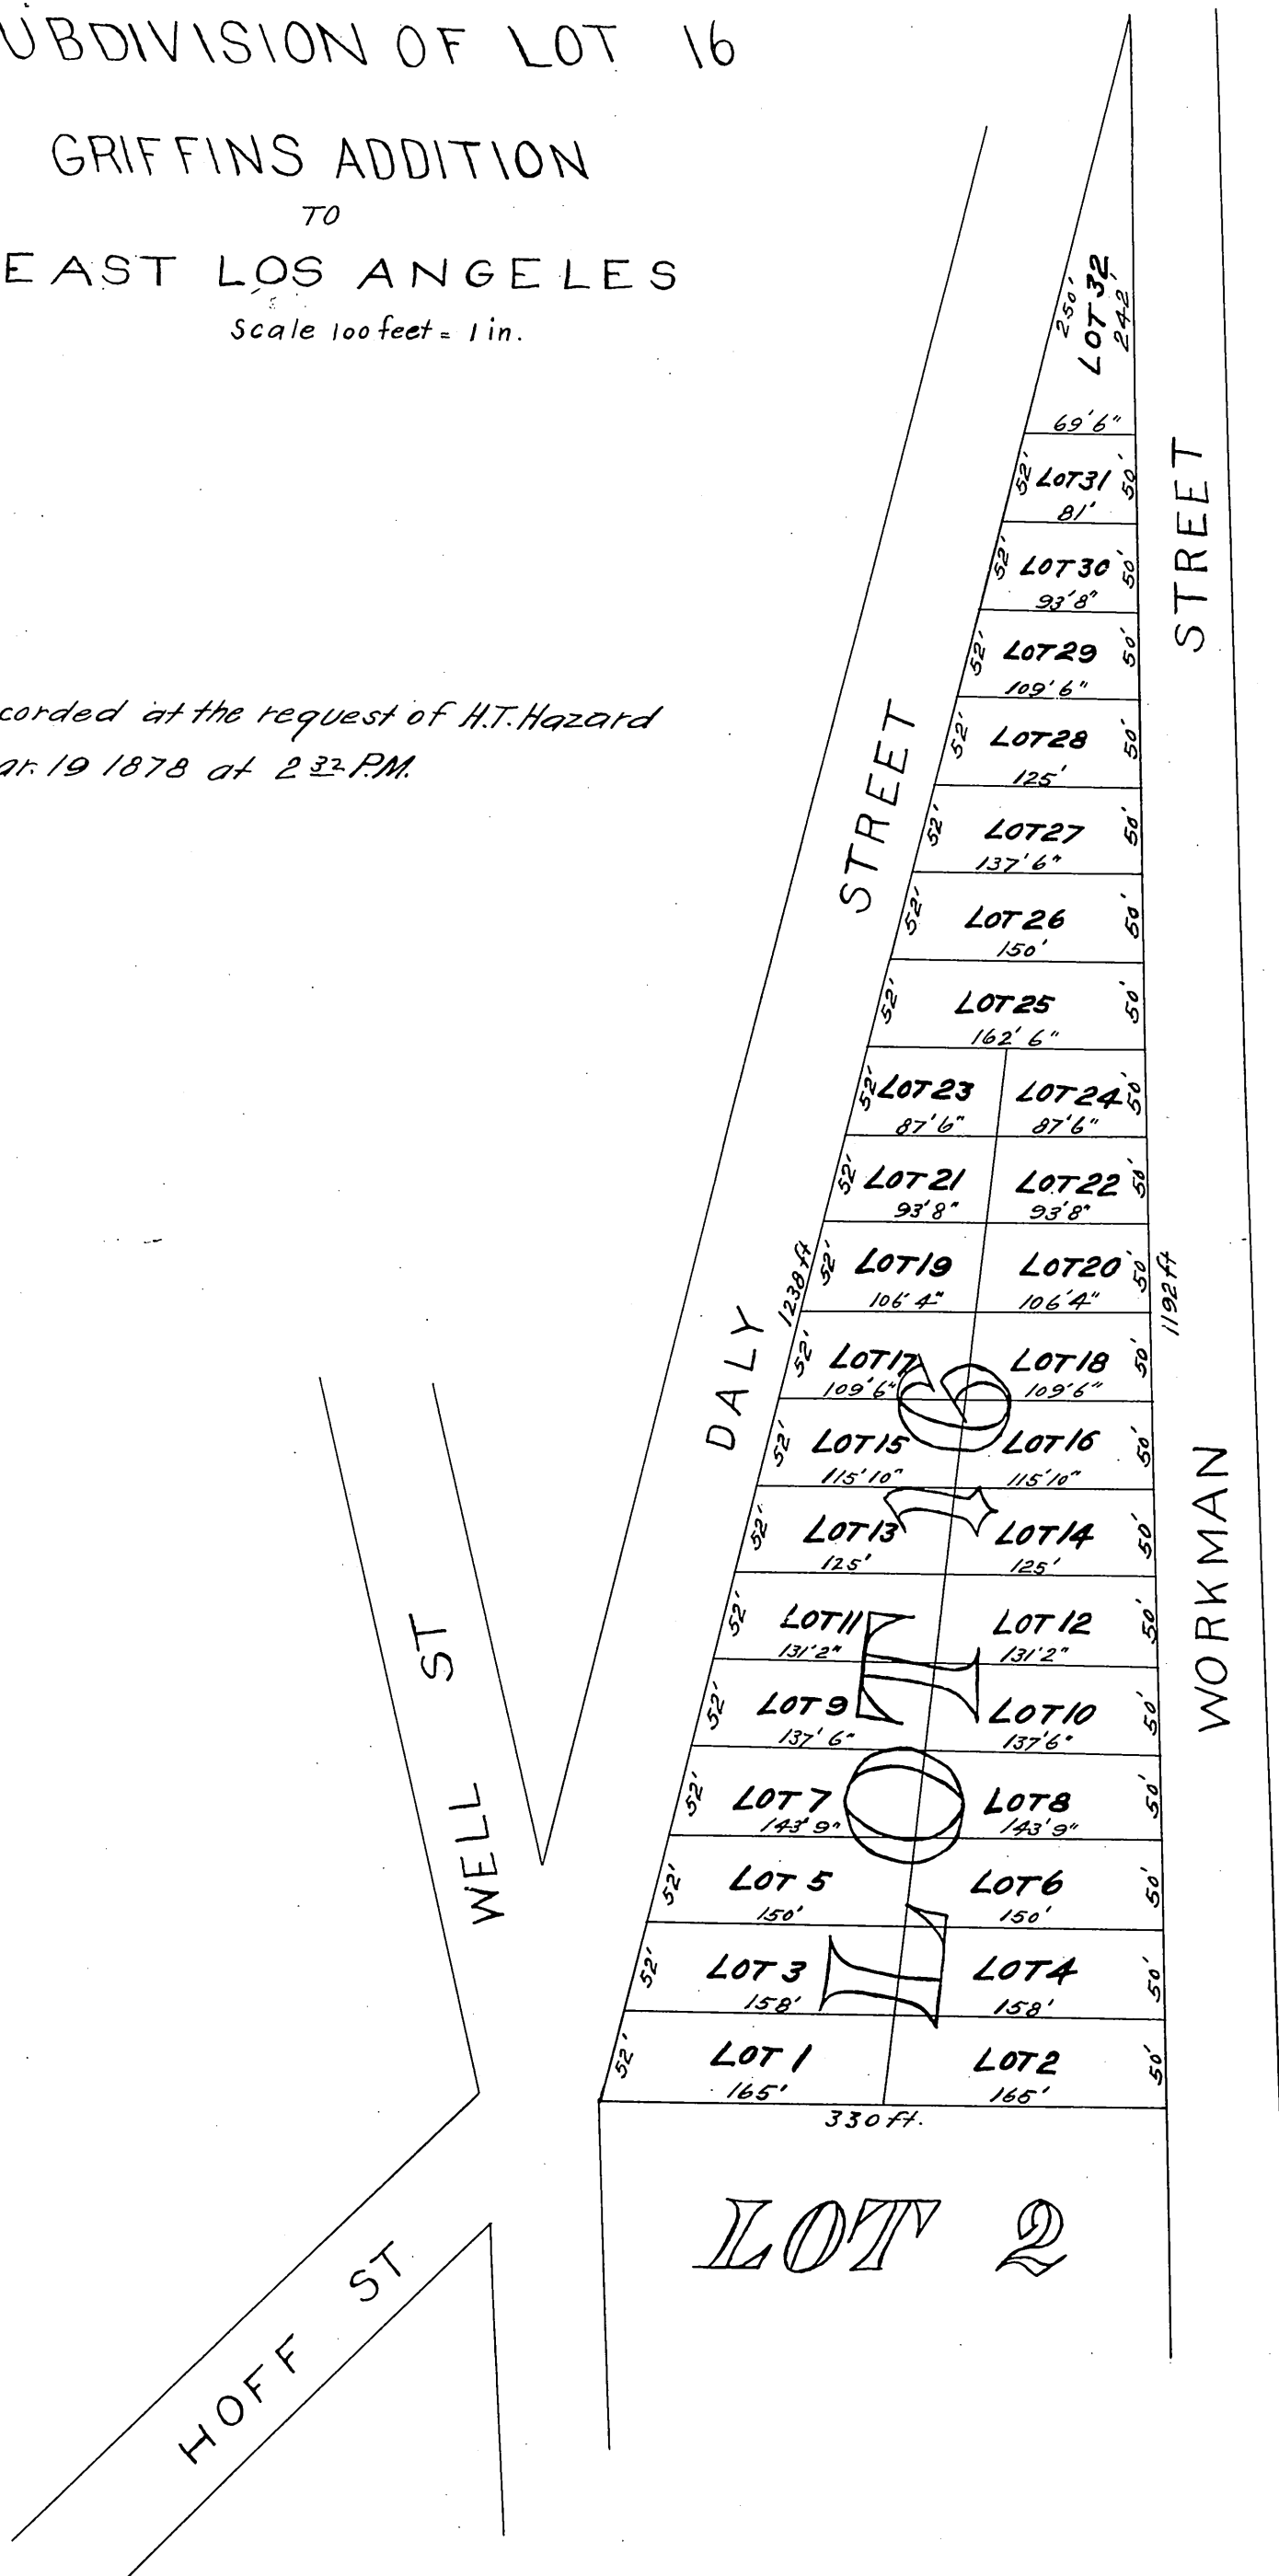 UBDIVISION OF LOT 16
GRIFFINS ADDITION
TO
EAST LOS ANGELES
Scale 100 feet = 1 in.
corded at the request of H.T. Hazard
ar. 19 1878 at 2 32 P.M.
250'
LOT 32
242'
69'6"
52' LOT 31 50'
81'
52' LOT 30 50'
93'8"
52' LOT 29 50'
109'6"
52' LOT 28 50'
125'
52' LOT 27 50'
137'6"
52' LOT 26 50'
150'
52' LOT 25 50'
162'6"
52' LOT 23 LOT 24 50'
87'6" 87'6"
52' LOT 21 LOT 22 50'
93'8" 93'8"
52' LOT 19 LOT 20 50'
106'4" 106'4"
52' LOT 17 LOT 18 50'
109'6" 109'6"
52' LOT 15 LOT 16 50'
115'10" 115'10"
52' LOT 13 LOT 14 50'
125' 125'
52' LOT 11 LOT 12 50'
131'2" 131'2"
52' LOT 9 LOT 10 50'
137'6" 137'6"
52' LOT 7 LOT 8 50'
143'9" 143'9"
52' LOT 5 LOT 6 50'
150' 150'
52' LOT 3 LOT 4 50'
158' 158'
52' LOT 1 LOT 2 50'
165' 165'
330 ft.
1238 ft
1192 ft
LOT 16
DALY STREET
WORKMAN STREET
WELL ST
HOFF ST
LOT 2